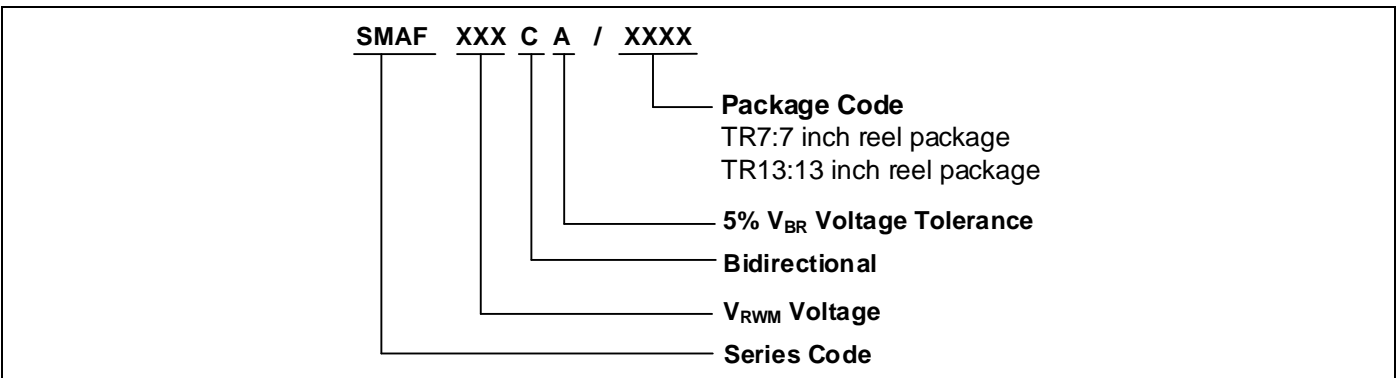 SMAF XXX C A / XXXX
Package Code
TR7:7 inch reel package
TR13:13 inch reel package
5% VBR Voltage Tolerance
Bidirectional
VRWM Voltage
Series Code